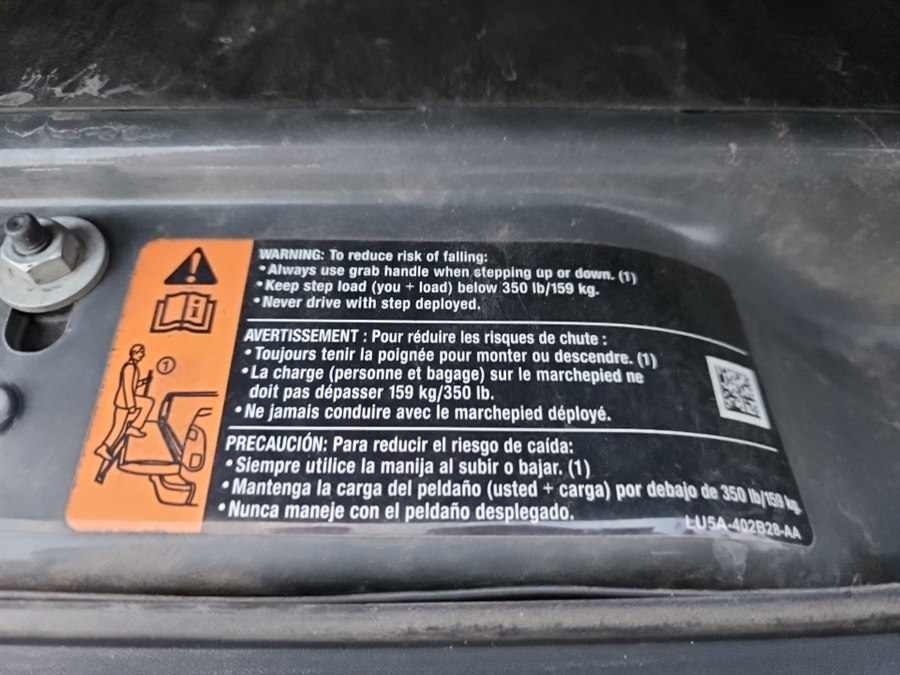 WARNING: To reduce risk of falling:
•Always use grab handle when stepping up or down. (1)
•Keep step load (you + load) below 350 lb/159 kg.
•Never drive with step deployed.
AVERTISSEMENT : Pour réduire les risques de chute :
•Toujours tenir la poignée pour monter ou descendre. (1)
•La charge (personne et bagage) sur le marchepied ne
doit pas dépasser 159 kg/350 lb.
•Ne jamais conduire avec le marchepied déployé.
1
PRECAUCIÓN: Para reducir el riesgo de caída:
•Siempre utilice la manija al subir o bajar. (1)
•Mantenga la carga del peldaño (usted + carga) por debajo de 350 lb/159 kg.
•Nunca maneje con el peldaño desplegado.
LU5A-402B28-AA